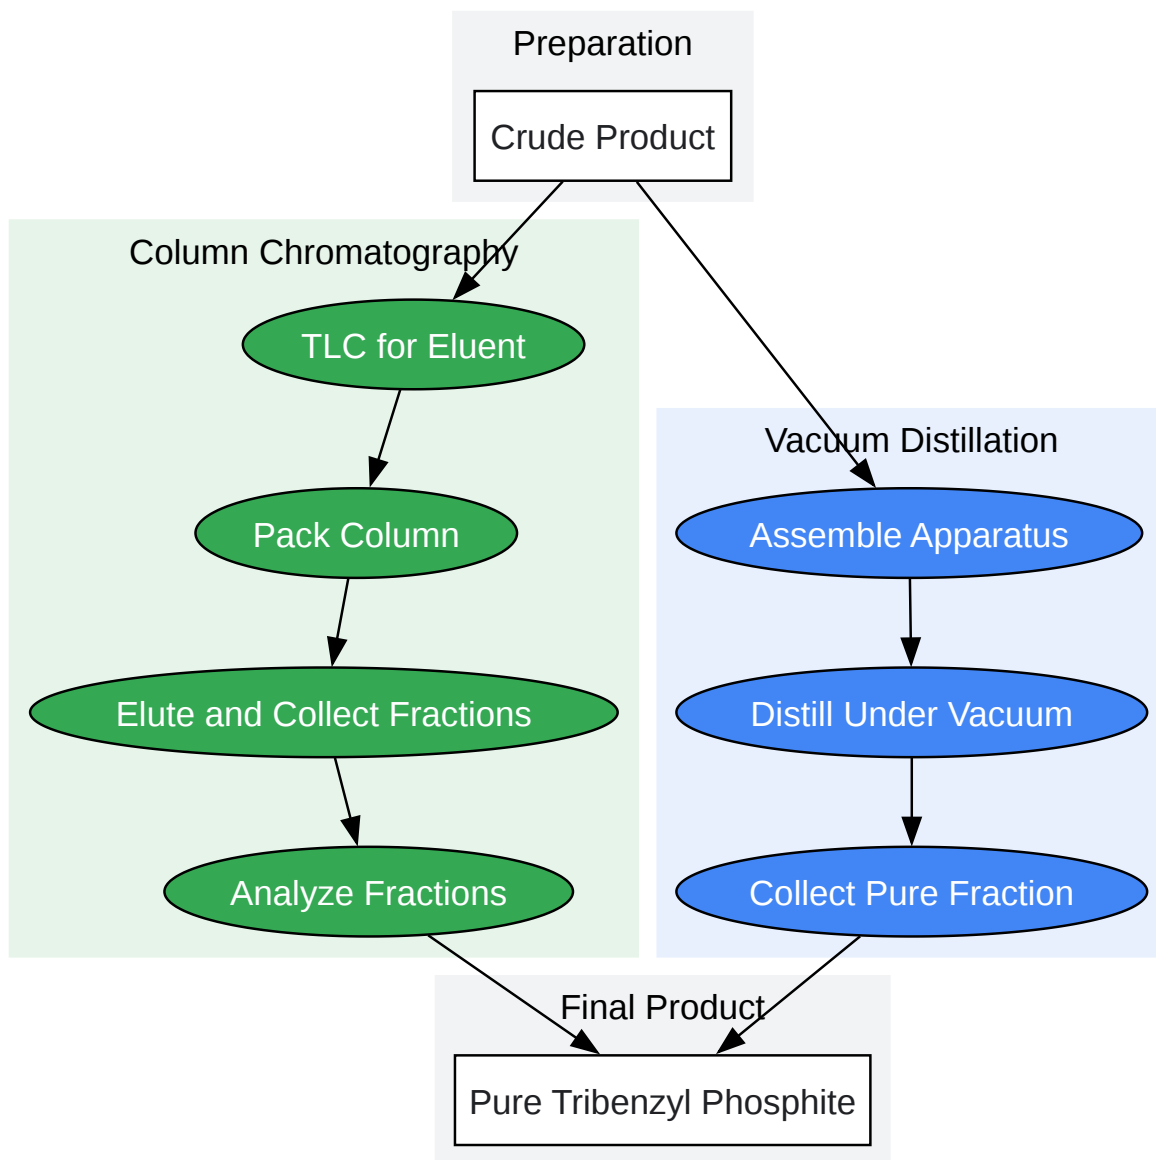 Preparation
Crude Product
Column Chromatography
TLC for Eluent
Pack Column
Elute and Collect Fractions
Analyze Fractions
Vacuum Distillation
Assemble Apparatus
Distill Under Vacuum
Collect Pure Fraction
Final Product
Pure Tribenzyl Phosphite